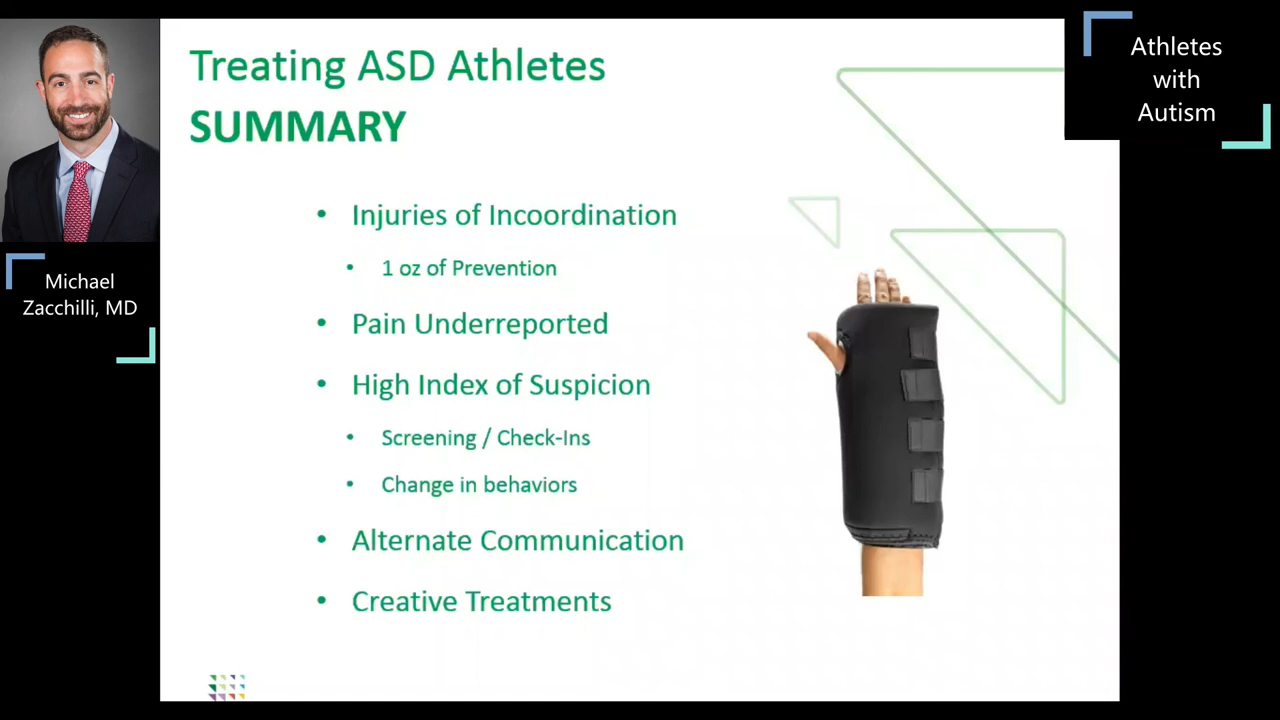 Treating ASD Athletes
SUMMARY
• Injuries of Incoordination
• 1 oz of Prevention
• Pain Underreported
• High Index of Suspicion
• Screening / Check-Ins
• Change in behaviors
• Alternate Communication
• Creative Treatments
Athletes
with
Autism
Michael
Zacchilli, MD